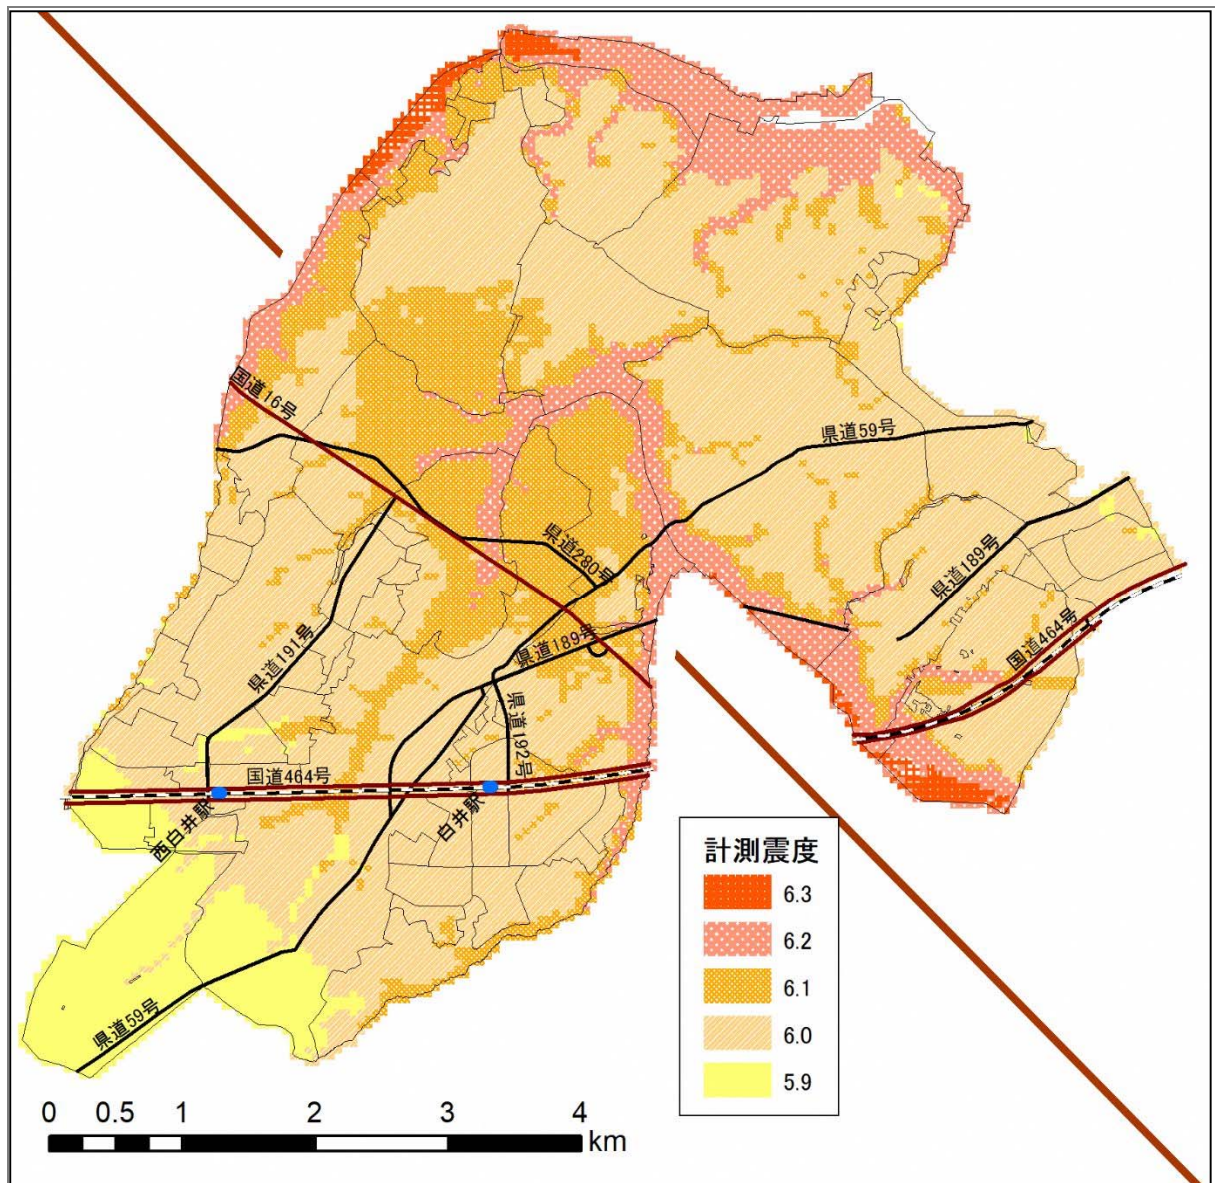 国道16号
県道59号
県道280号
県道189号
県道191号
県道189号
国道464号
県道192号
国道464号
西白井駅
白井駅
県道59号
計測震度
6.3
6.2
6.1
6.0
5.9
0 0.5 1 2 3 4
km